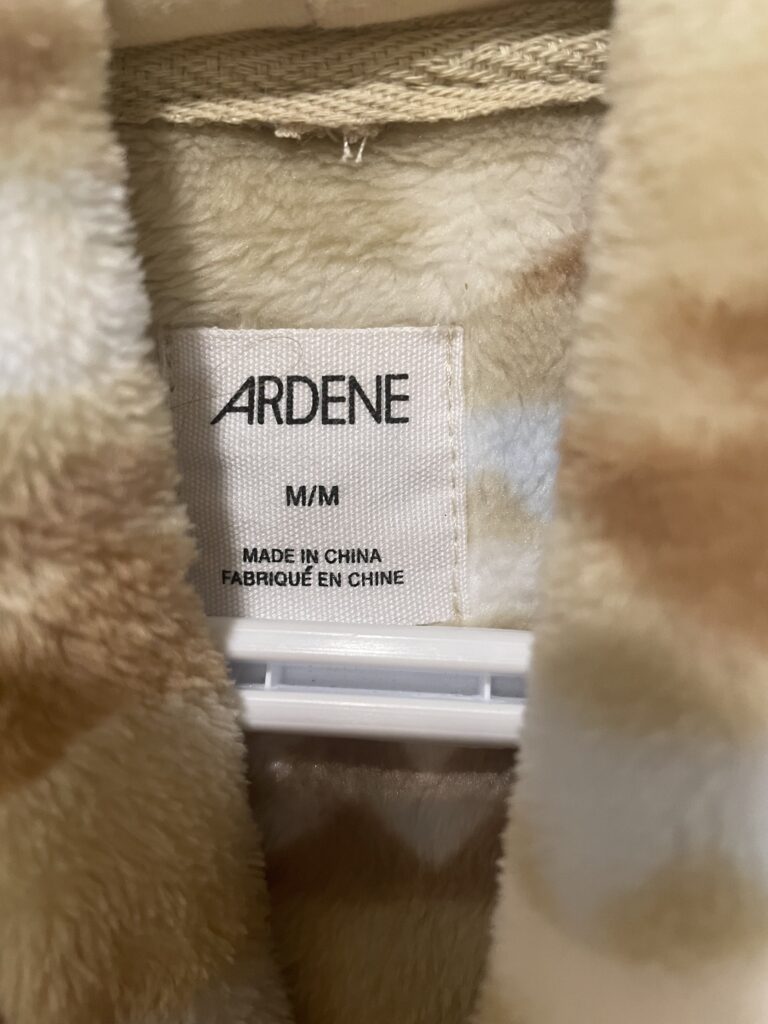 ARDENE
M/M
MADE IN CHINA
FABRIQUÉ EN CHINE